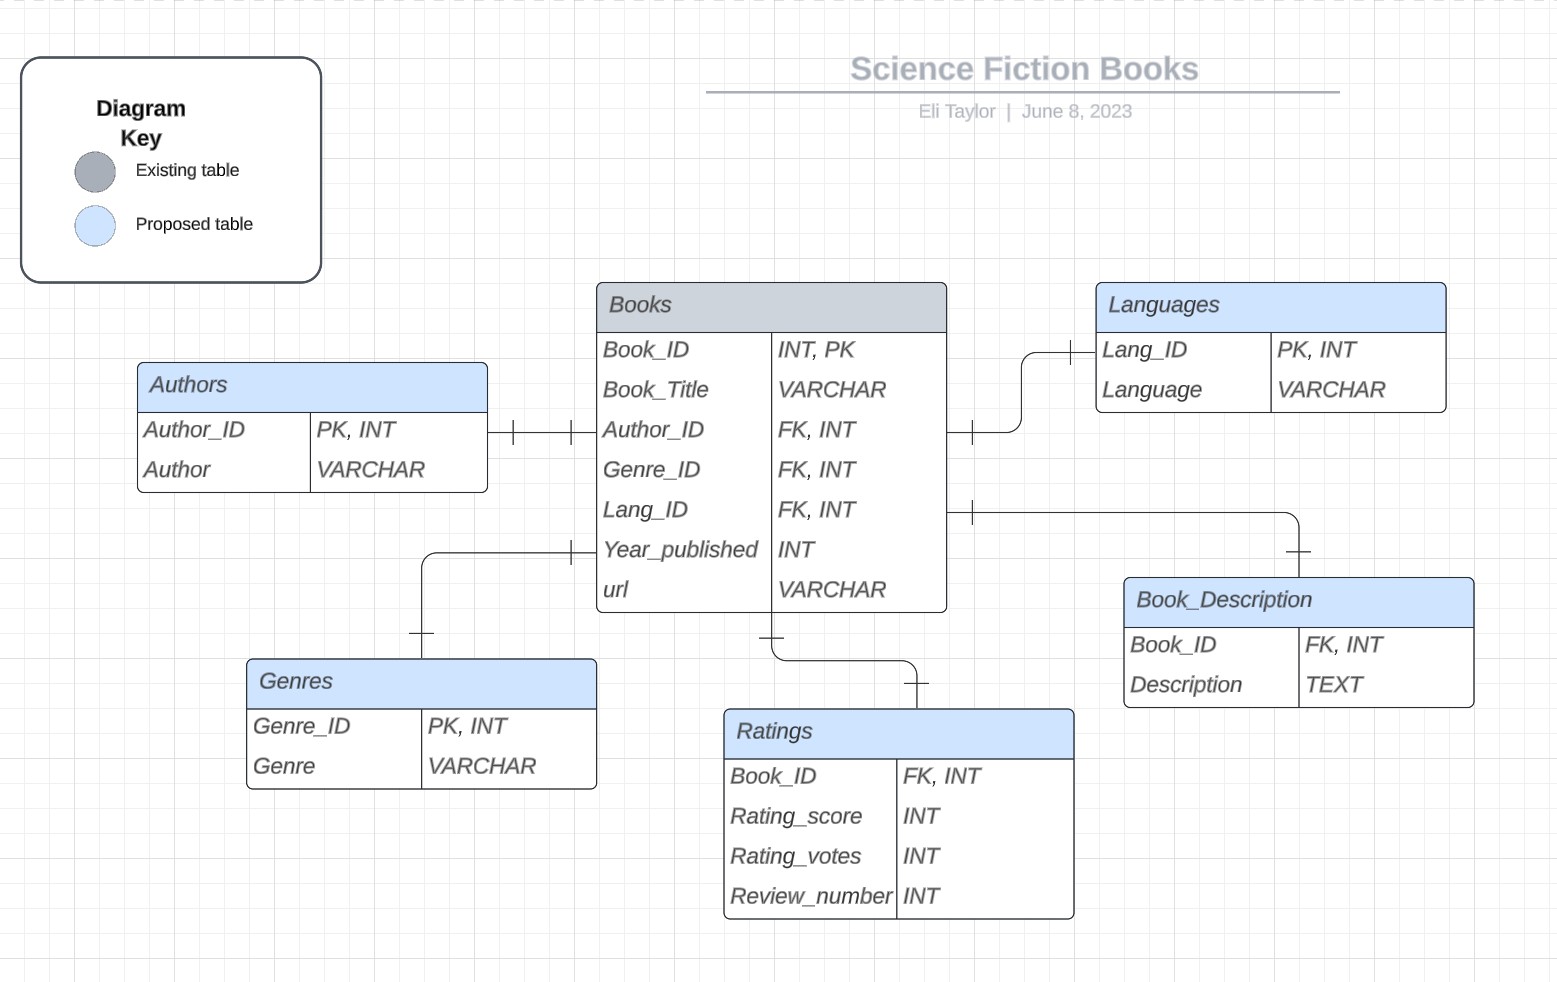 Science Fiction Books
Eli Taylor | June 8, 2023
Diagram
Key
Existing table
Proposed table
Books
Book_ID INT, PK
Book_Title VARCHAR
Author_ID FK, INT
Genre_ID FK, INT
Lang_ID FK, INT
Year_published INT
url VARCHAR
Languages
Lang_ID PK, INT
Language VARCHAR
Authors
Author_ID PK, INT
Author VARCHAR
Book_Description
Book_ID FK, INT
Description TEXT
Genres
Genre_ID PK, INT
Genre VARCHAR
Ratings
Book_ID FK, INT
Rating_score INT
Rating_votes INT
Review_number INT